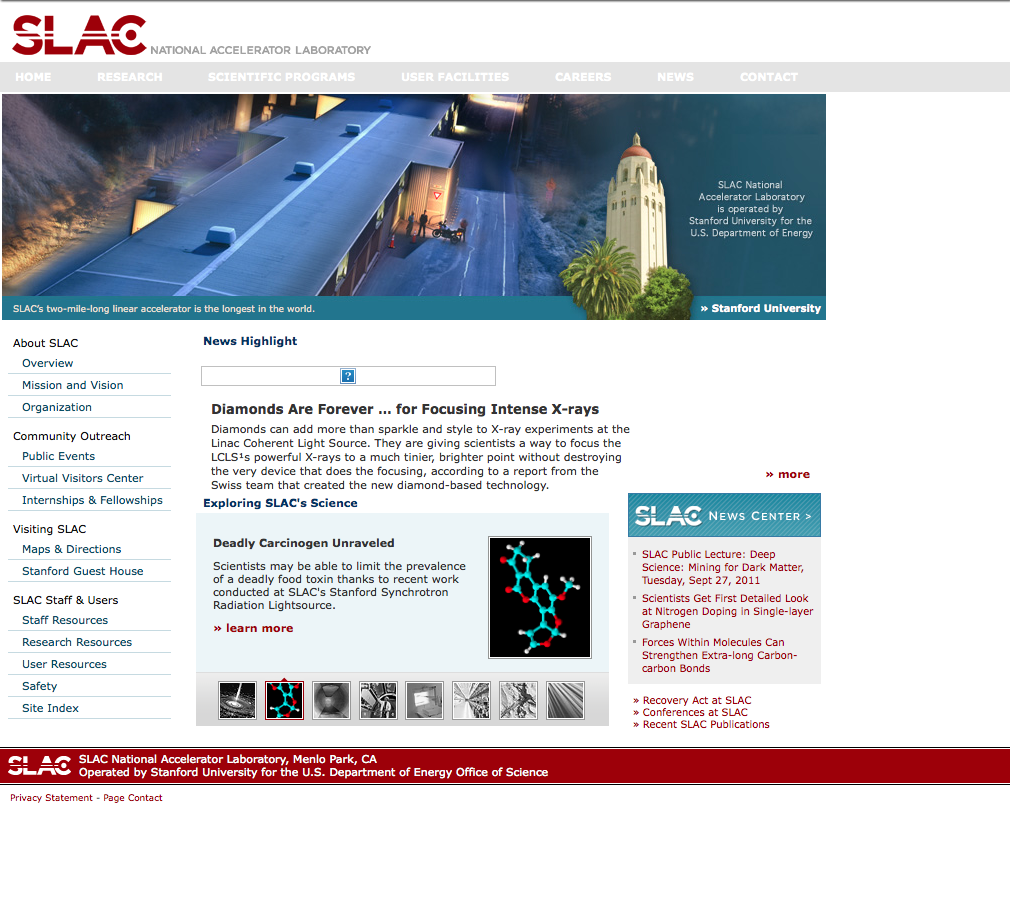 SLAC NATIONAL ACCELERATOR LABORATORY
HOME RESEARCH SCIENTIFIC PROGRAMS USER FACILITIES CAREERS NEWS CONTACT
SLAC National
Accelerator Laboratory
is operated by
Stanford University for the
U.S. Department of Energy
SLAC's two-mile-long linear accelerator is the longest in the world.
» Stanford University
About SLAC
Overview
Mission and Vision
Organization
Community Outreach
Public Events
Virtual Visitors Center
Internships & Fellowships
Visiting SLAC
Maps & Directions
Stanford Guest House
SLAC Staff & Users
Staff Resources
Research Resources
User Resources
Safety
Site Index
News Highlight
?
Diamonds Are Forever ... for Focusing Intense X-rays
Diamonds can add more than sparkle and style to X-ray experiments at the
Linac Coherent Light Source. They are giving scientists a way to focus the
LCLS¹s powerful X-rays to a much tinier, brighter point without destroying
the very device that does the focusing, according to a report from the
Swiss team that created the new diamond-based technology.
» more
Exploring SLAC's Science
Deadly Carcinogen Unraveled
Scientists may be able to limit the prevalence
of a deadly food toxin thanks to recent work
conducted at SLAC's Stanford Synchrotron
Radiation Lightsource.
» learn more
SLAC NEWS CENTER >
SLAC Public Lecture: Deep
Science: Mining for Dark Matter,
Tuesday, Sept 27, 2011
Scientists Get First Detailed Look
at Nitrogen Doping in Single-layer
Graphene
Forces Within Molecules Can
Strengthen Extra-long Carbon-
carbon Bonds
» Recovery Act at SLAC
» Conferences at SLAC
» Recent SLAC Publications
SLAC
SLAC National Accelerator Laboratory, Menlo Park, CA
Operated by Stanford University for the U.S. Department of Energy Office of Science
Privacy Statement - Page Contact